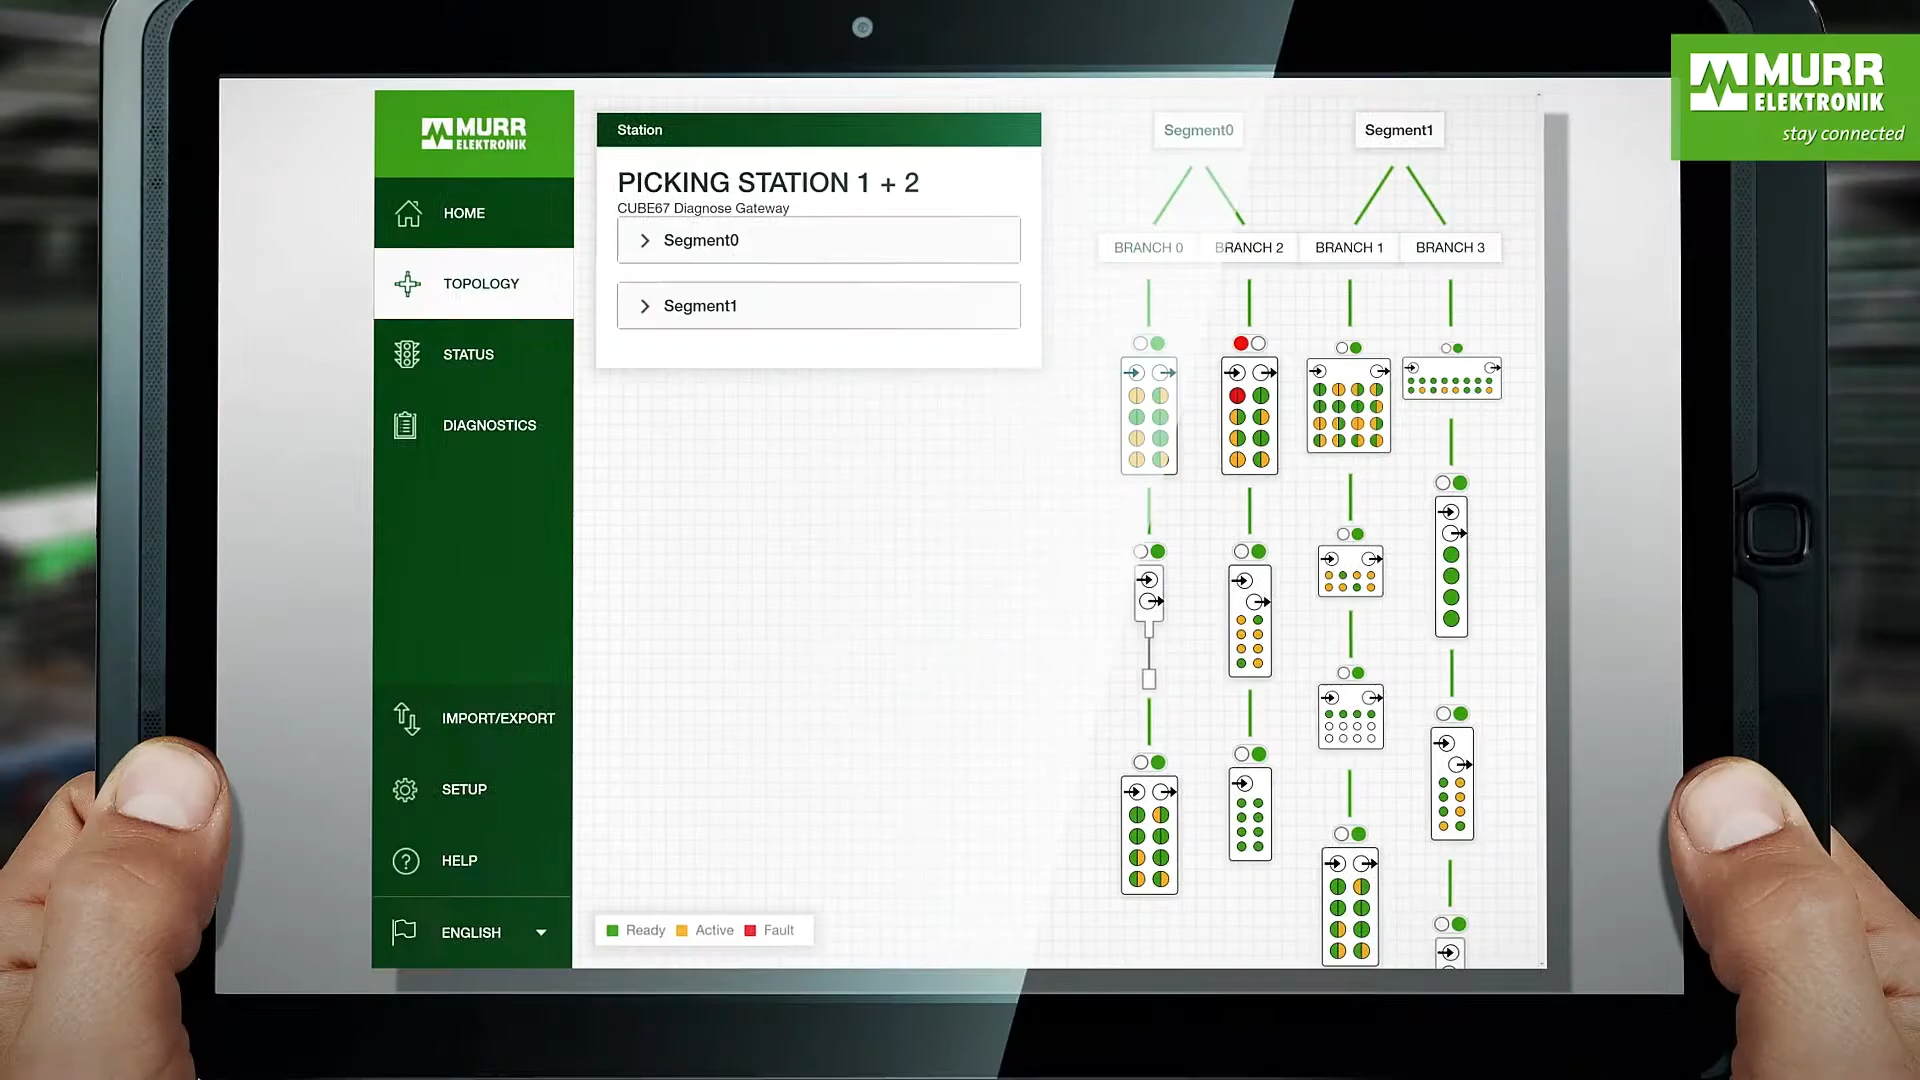 MURR
ELEKTRONIK
stay connected
MURR
ELEKTRONIK
HOME
TOPOLOGY
STATUS
DIAGNOSTICS
IMPORT/EXPORT
SETUP
HELP
ENGLISH
Station
PICKING STATION 1 + 2
CUBE67 Diagnose Gateway
Segment0
Segment1
Ready Active Fault
Segment0 Segment1
BRANCH 0 BRANCH 2 BRANCH 1 BRANCH 3